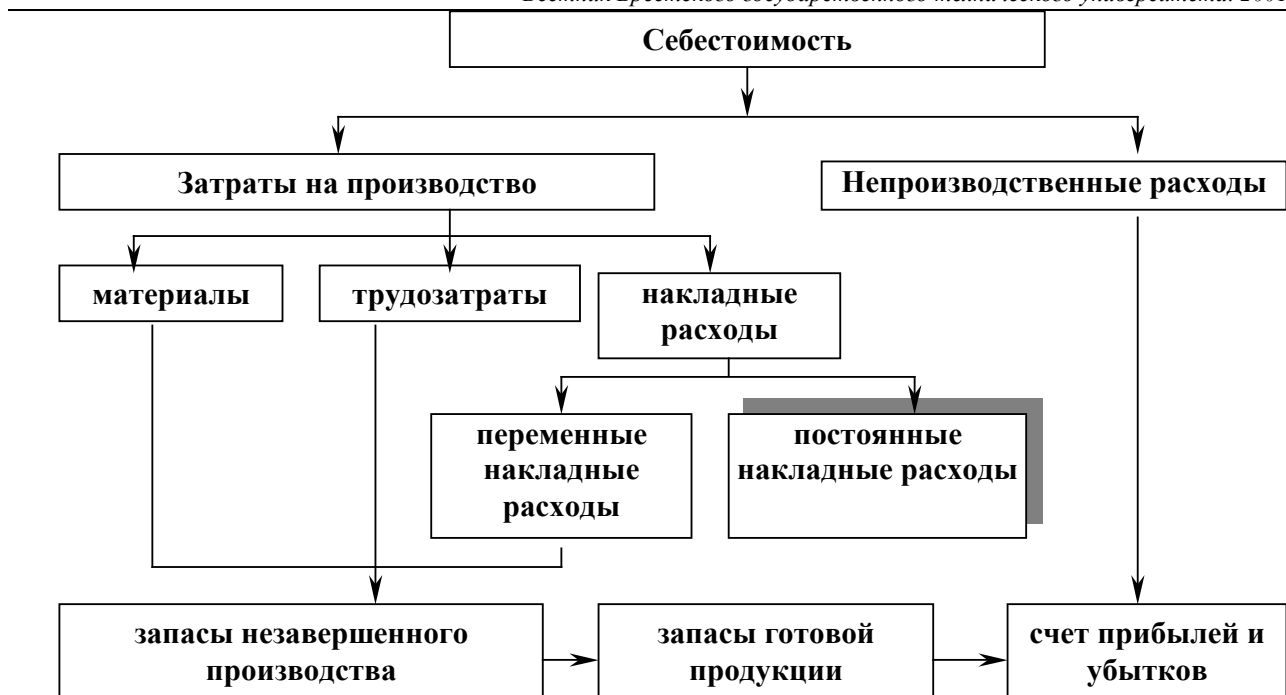 Себестоимость
Затраты на производство
Непроизводственные расходы
материалы
трудозатраты
накладные
расходы
переменные
накладные
расходы
постоянные
накладные расходы
запасы незавершенного
производства
запасы готовой
продукции
счет прибылей и
убытков